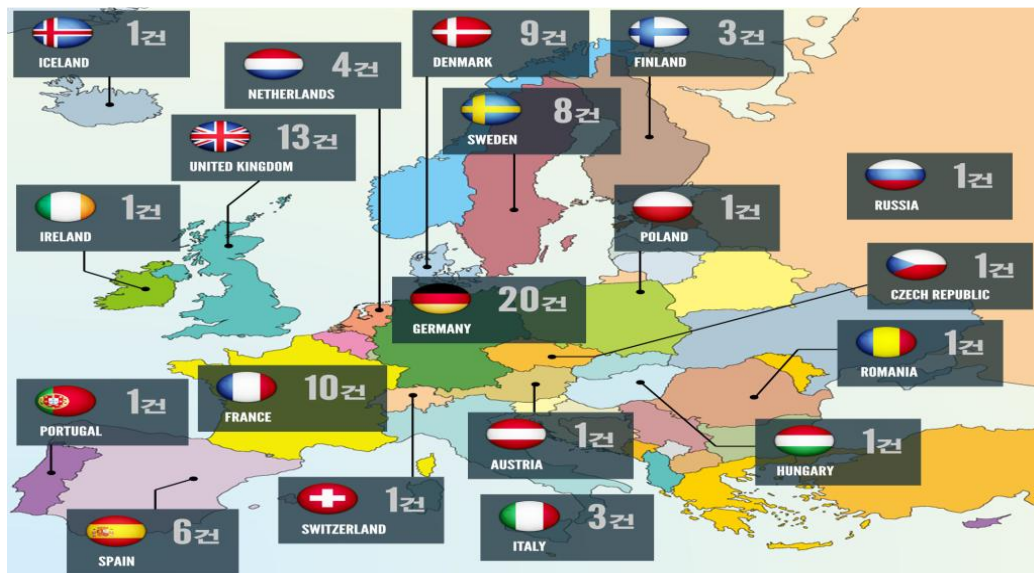 1건
ICELAND
4건
NETHERLANDS
9건
DENMARK
3건
FINLAND
13건
UNITED KINGDOM
8건
SWEDEN
1건
IRELAND
1건
POLAND
1건
RUSSIA
1건
CZECH REPUBLIC
20건
GERMANY
1건
ROMANIA
1건
PORTUGAL
10건
FRANCE
1건
AUSTRIA
1건
HUNGARY
6건
SPAIN
1건
SWITZERLAND
3건
ITALY